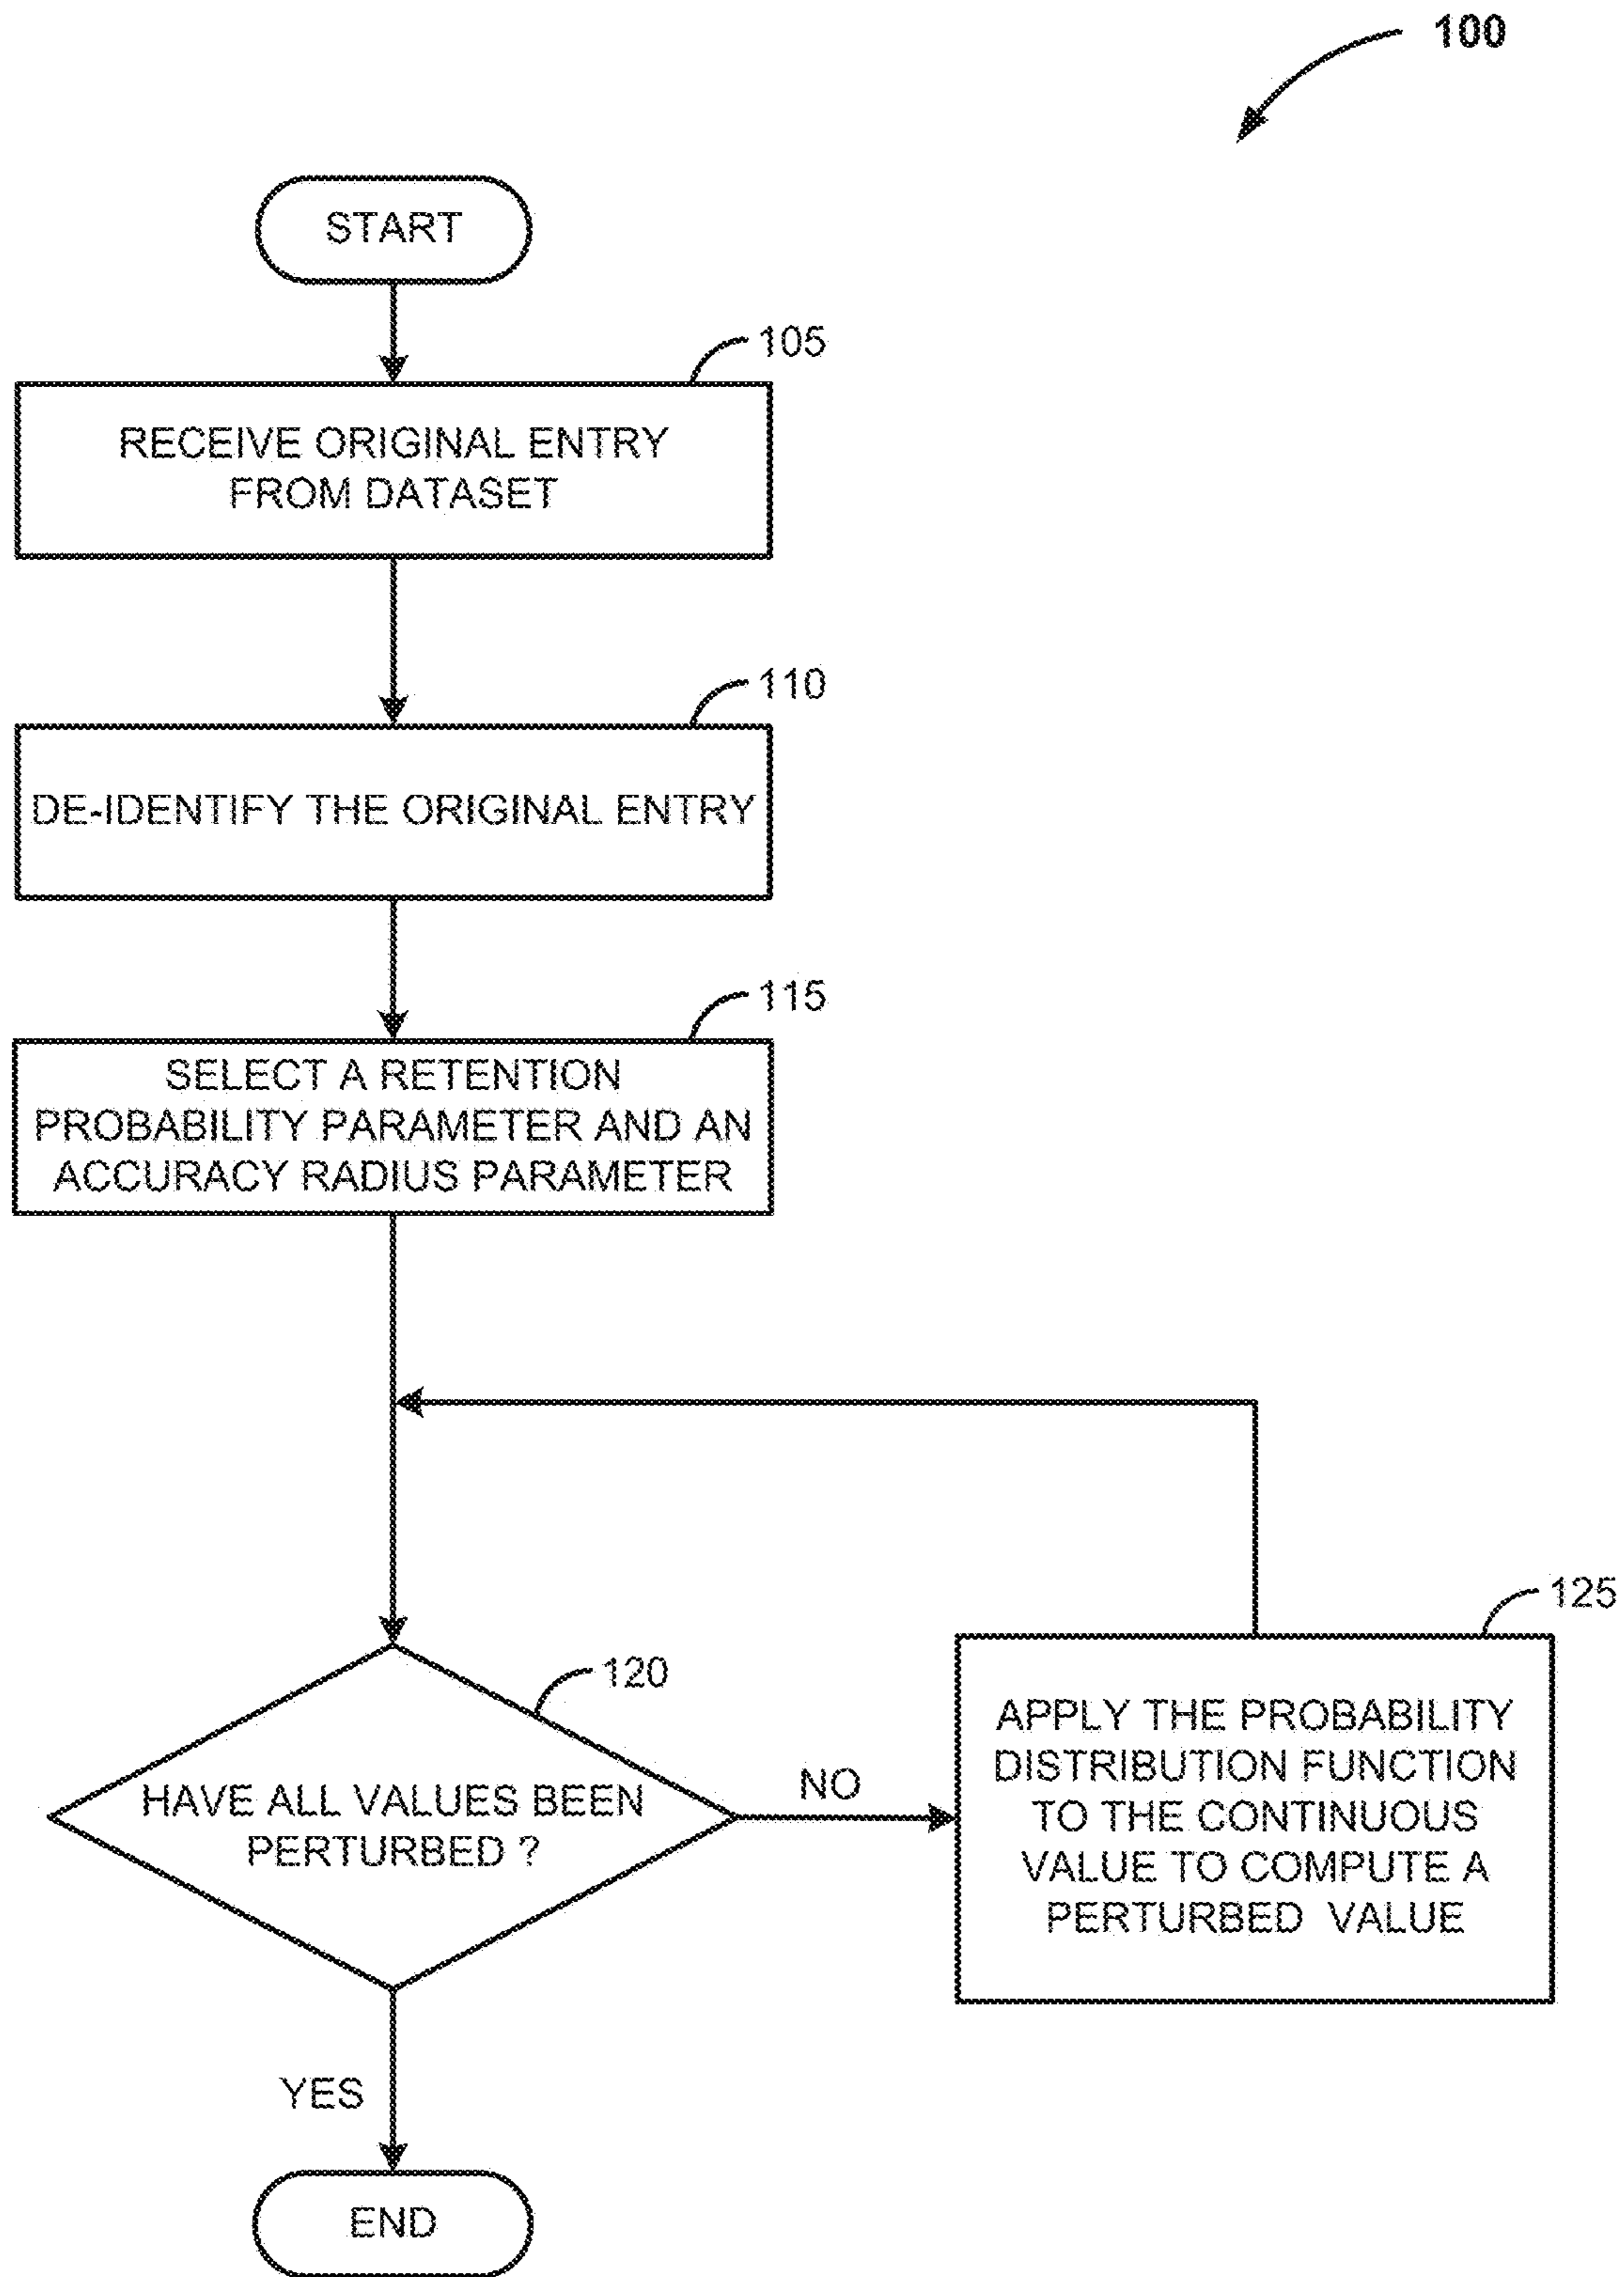 100
START
105
RECEIVE ORIGINAL ENTRY
FROM DATASET
110
DE-IDENTIFY THE ORIGINAL ENTRY
115
SELECT A RETENTION
PROBABILITY PARAMETER AND AN
ACCURACY RADIUS PARAMETER
120
HAVE ALL VALUES BEEN
PERTURBED ?
NO
125
APPLY THE PROBABILITY
DISTRIBUTION FUNCTION
TO THE CONTINUOUS
VALUE TO COMPUTE A
PERTURBED VALUE
YES
END